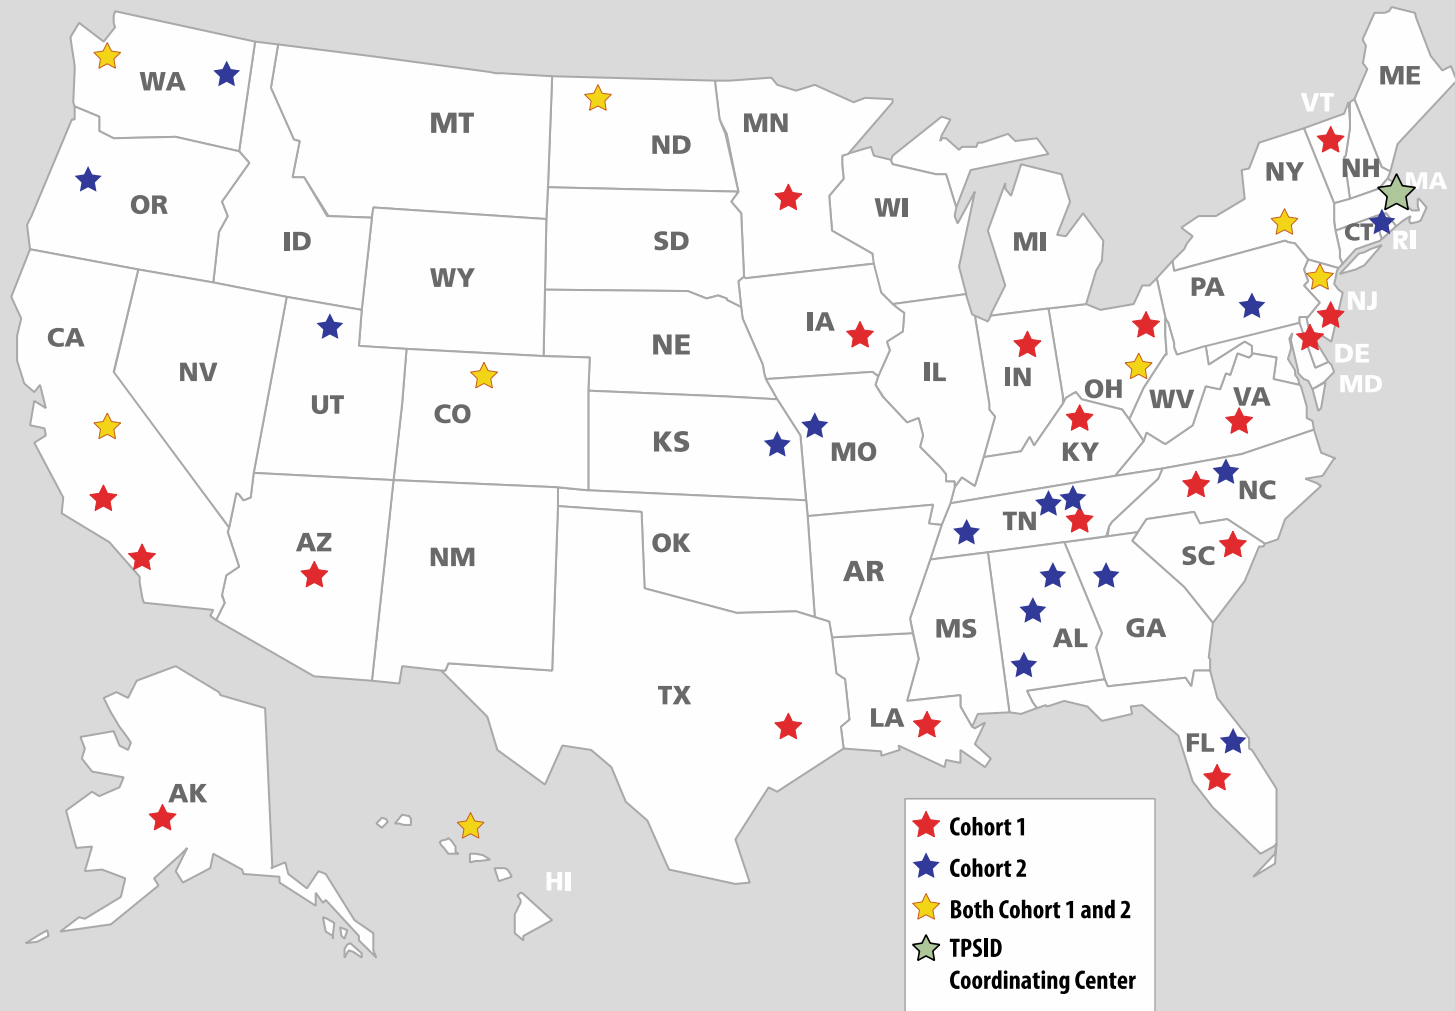 ME
WA
VT
MT
MN
ND
NY
NH
MA
OR
WI
CT
RI
ID
SD
MI
WY
PA
NJ
CA
IA
NE
DE
NV
IL
IN
MD
OH
UT
CO
WV
VA
KS
MO
KY
NC
TN
AZ
OK
NM
SC
AR
MS
AL
GA
TX
LA
FL
AK
HI
Cohort 1
Cohort 2
Both Cohort 1 and 2
TPSID
Coordinating Center